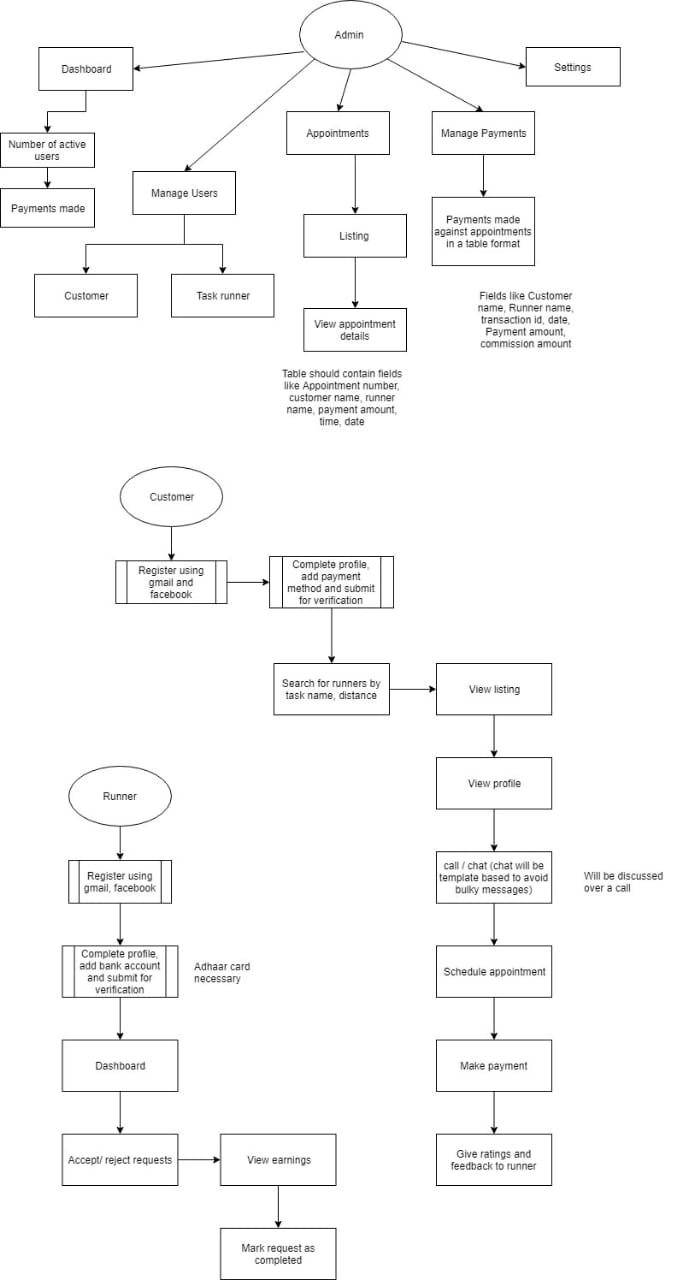 Admin
Dashboard
Settings
Number of active
users
Payments made
Manage Users
Customer
Task runner
Appointments
Listing
View appointment
details
Table should contain fields
like Appointment number,
customer name, runner
name, payment amount,
time, date
Manage Payments
Payments made
against appointments
in a table format
Fields like Customer
name, Runner name,
transaction id, date,
Payment amount,
commission amount
Customer
Register using
gmail and
facebook
Complete profile,
add payment
method and submit
for verification
Search for runners by
task name, distance
View listing
View profile
call / chat (chat will be
template based to avoid
bulky messages)
Will be discussed
over a call
Schedule appointment
Make payment
Give ratings and
feedback to runner
Runner
Register using
gmail, facebook
Complete profile,
add bank account
and submit for
verification
Adhaar card
necessary
Dashboard
Accept/ reject requests
View earnings
Mark request as
completed